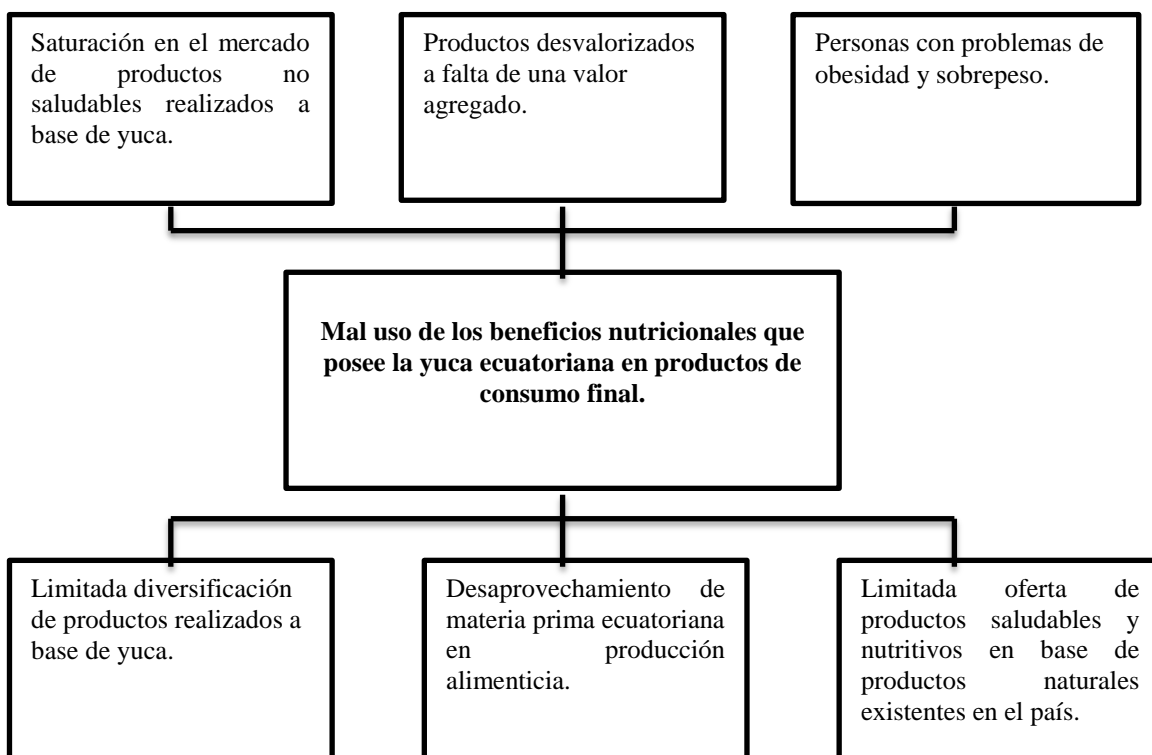 Saturación en el mercado
de productos no
saludables realizados a
base de yuca.
Productos desvalorizados
a falta de una valor
agregado.
Personas con problemas de
obesidad y sobrepeso.
Mal uso de los beneficios nutricionales que
posee la yuca ecuatoriana en productos de
consumo final.
Limitada diversificación
de productos realizados a
base de yuca.
Desaprovechamiento de
materia prima ecuatoriana
en producción
alimenticia.
Limitada oferta de
productos saludables y
nutritivos en base de
productos naturales
existentes en el país.